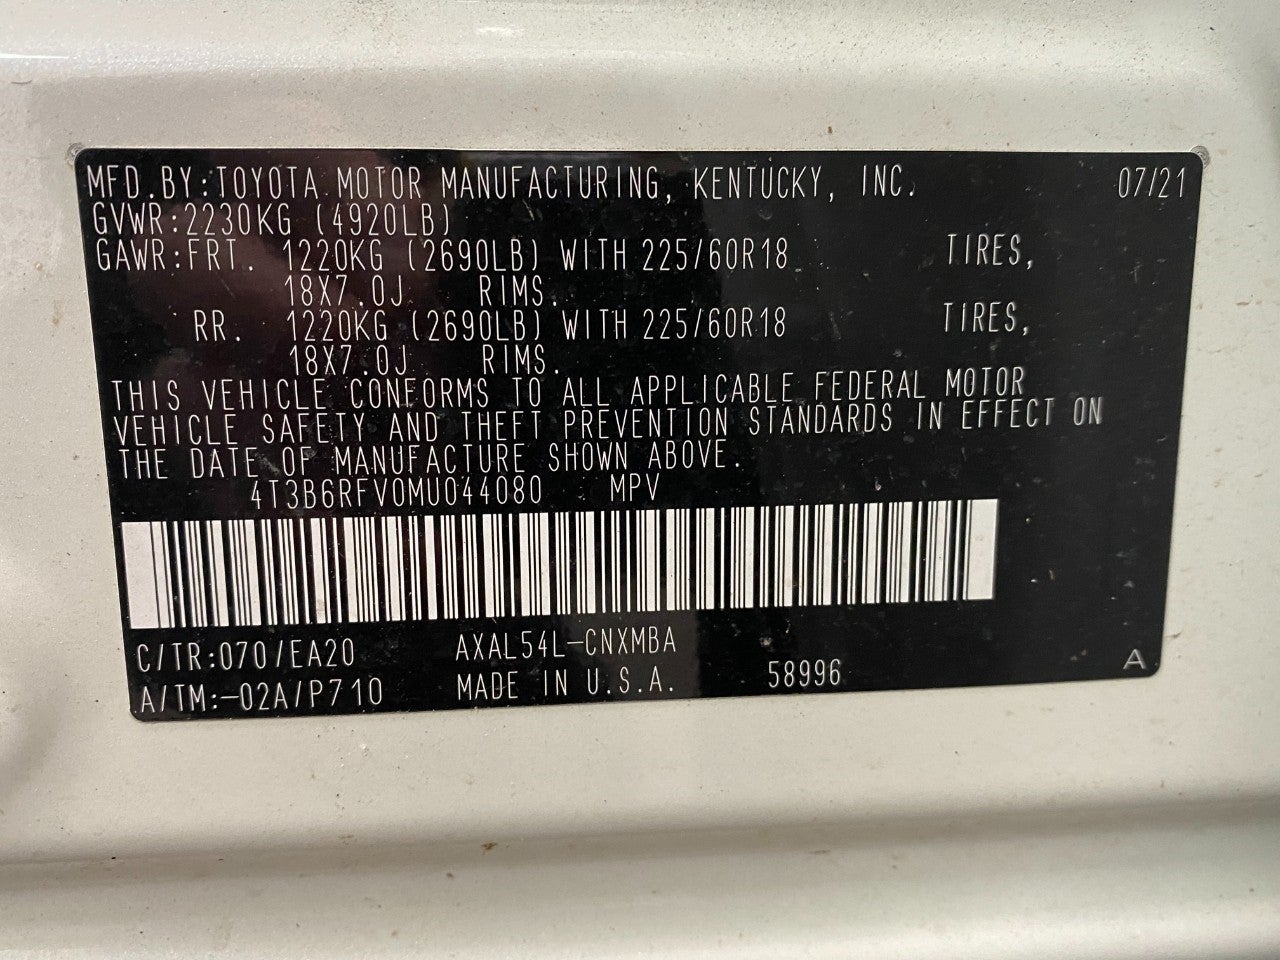 MFD.BY:TOYOTA MOTOR MANUFACTURING, KENTUCKY, INC. 07/21
GVWR:2230KG (4920LB)
GAWR:FRT. 1220KG (2690LB) WITH 225/60R18 TIRES,
18X7.0J RIMS.
RR. 1220KG (2690LB) WITH 225/60R18 TIRES,
18X7.0J RIMS.
THIS VEHICLE CONFORMS TO ALL APPLICABLE FEDERAL MOTOR
VEHICLE SAFETY AND THEFT PREVENTION STANDARDS IN EFFECT ON
THE DATE OF MANUFACTURE SHOWN ABOVE.
4T3B6RFV0MU044080 MPV
C/TR:070/EA20 AXAL54L-CNXMBA
A/TM:-02A/P710 MADE IN U.S.A. 58996 A